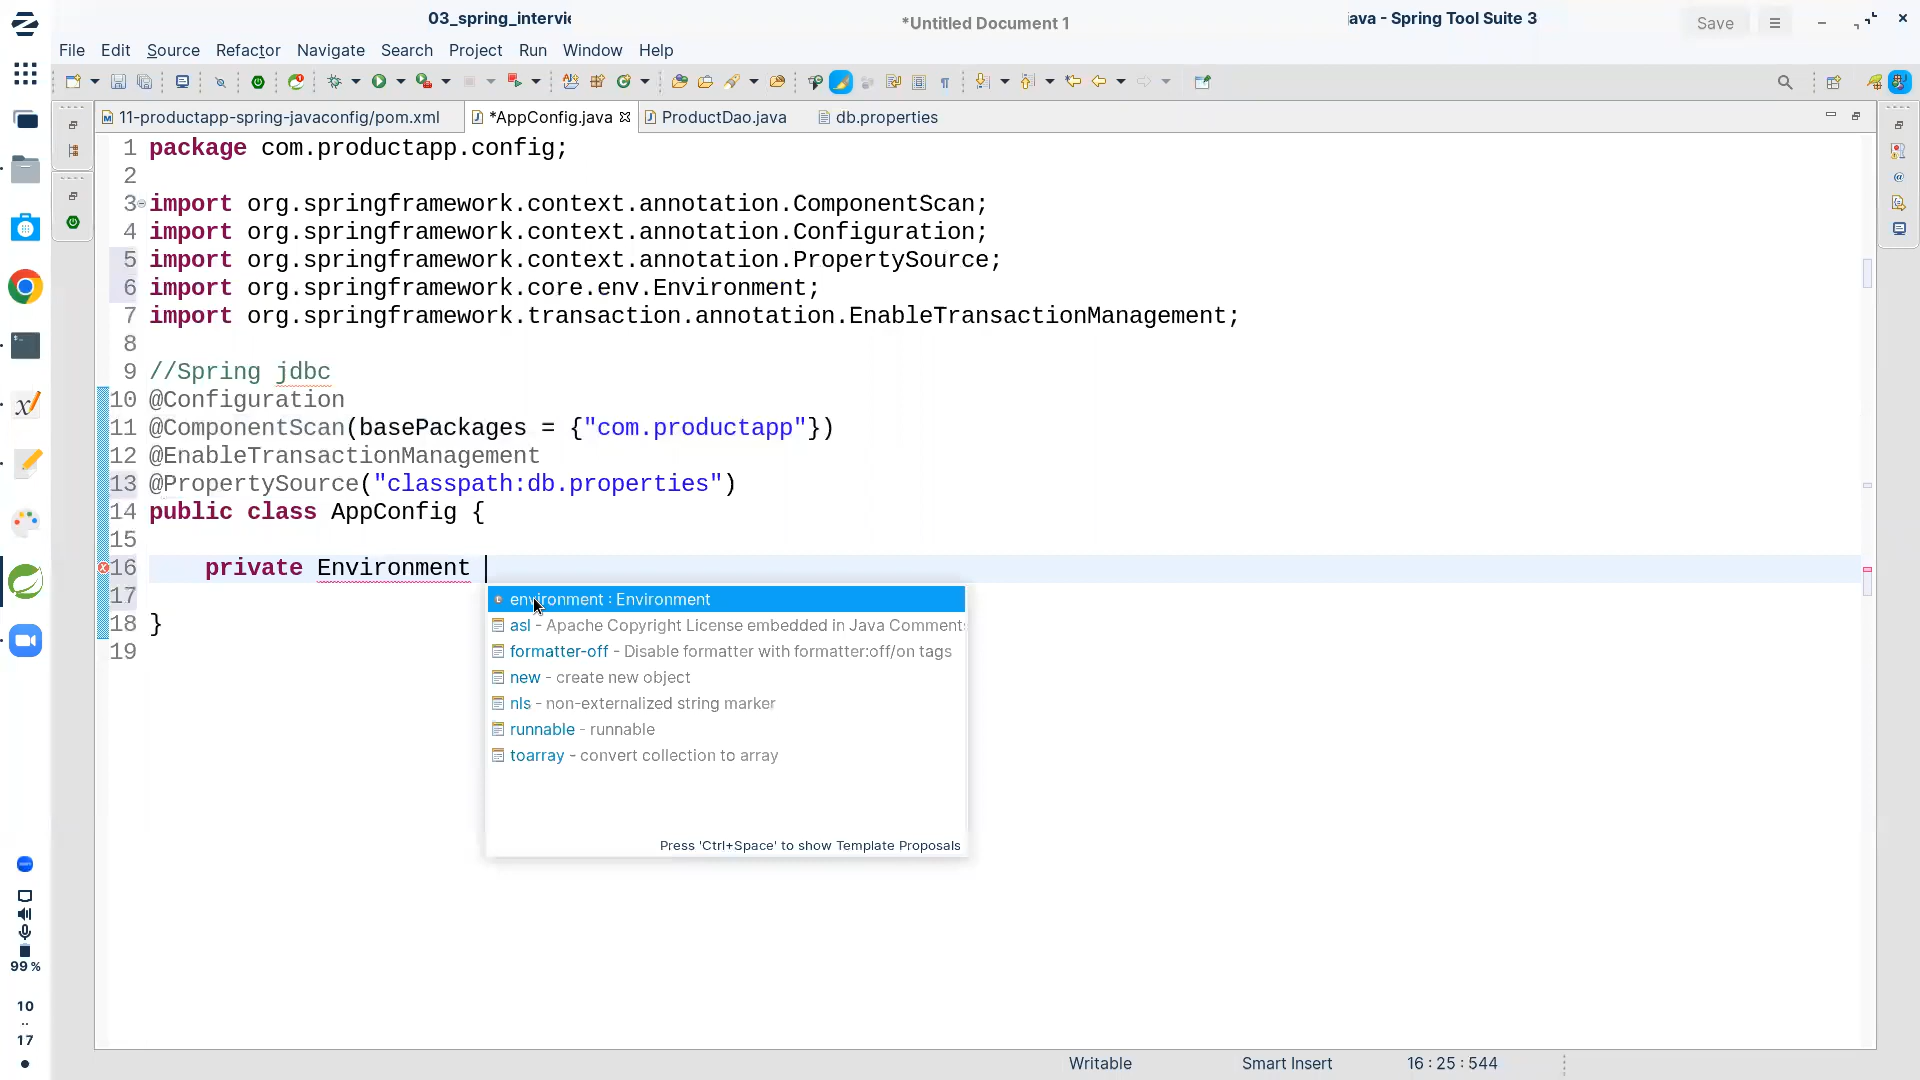 03_spring_intervie
*Untitled Document 1
java - Spring Tool Suite 3
Save
File Edit Source Refactor Navigate Search Project Run Window Help
11-productapp-spring-javaconfig/pom.xml
*AppConfig.java
ProductDao.java
db.properties
1 package com.productapp.config;
2
3 import org.springframework.context.annotation.ComponentScan;
4 import org.springframework.context.annotation.Configuration;
5 import org.springframework.context.annotation.PropertySource;
6 import org.springframework.core.env.Environment;
7 import org.springframework.transaction.annotation.EnableTransactionManagement;
8
9 //Spring jdbc
10 @Configuration
11 @ComponentScan(basePackages = {"com.productapp"})
12 @EnableTransactionManagement
13 @PropertySource("classpath:db.properties")
14 public class AppConfig {
15
16 private Environment
17
18 }
19
environment : Environment
asl - Apache Copyright License embedded in Java Comment
formatter-off - Disable formatter with formatter:off/on tags
new - create new object
nls - non-externalized string marker
runnable - runnable
toarray - convert collection to array
Press 'Ctrl+Space' to show Template Proposals
99 %
10
..
17
Writable
Smart Insert
16 : 25 : 544